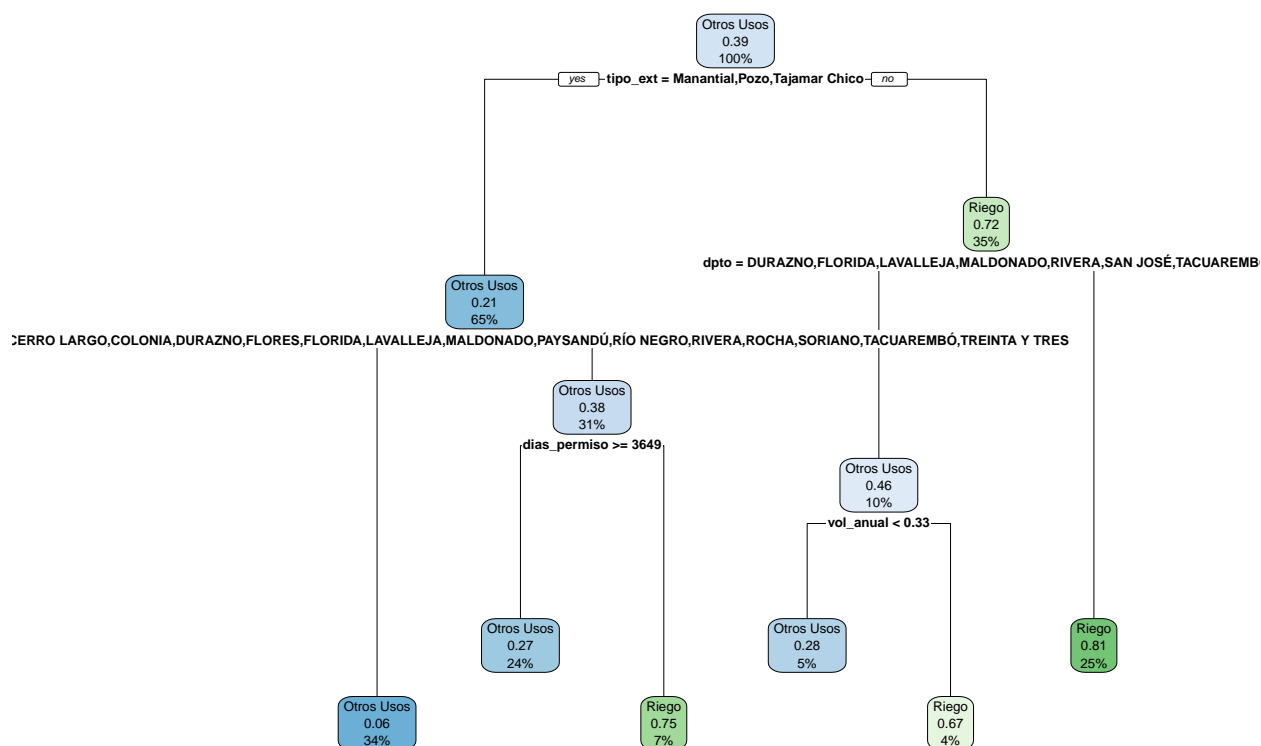 Otros Usos
0.39
100%
yes
tipo_ext = Manantial,Pozo,Tajamar Chico
no
Riego
0.72
35%
dpto = DURAZNO,FLORIDA,LAVALLEJA,MALDONADO,RIVERA,SAN JOSÉ,TACUAREMB
Otros Usos
0.21
65%
CERRO LARGO,COLONIA,DURAZNO,FLORES,FLORIDA,LAVALLEJA,MALDONADO,PAYSANDÚ,RÍO NEGRO,RIVERA,ROCHA,SORIANO,TACUAREMBÓ,TREINTA Y TRES
Otros Usos
0.38
31%
dias_permiso >= 3649
Otros Usos
0.46
10%
vol_anual < 0.33
Otros Usos
0.27
24%
Otros Usos
0.28
5%
Riego
0.81
25%
Otros Usos
0.06
34%
Riego
0.75
7%
Riego
0.67
4%